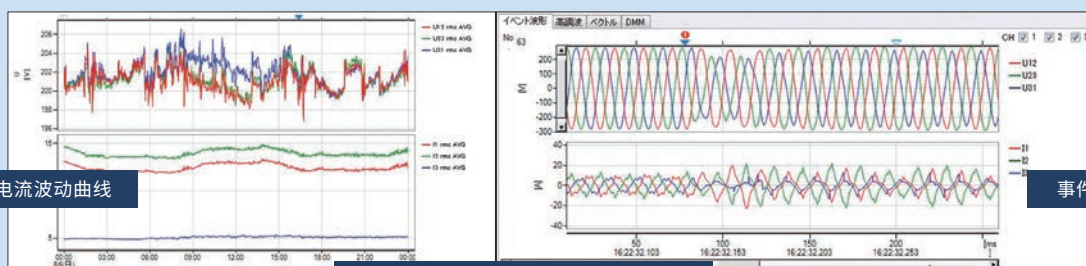 206
204
202
200
198
196
U
[V]
U12 rms AVG
U23 rms AVG
U31 rms AVG
15
5
I1 rms AVG
I2 rms AVG
I3 rms AVG
00:00 03:00 06:00 09:00 12:00 15:00 18:00 21:00 00:00
电流波动曲线
イベント波形 高調波 ベクトル DMM
No 63
1
CH 1 2 3
200
100
0
-100
-200
-300
[V]
U12
U23
U31
40
20
0
-20
-40
[A]
I1
I2
50 100 150 200 [ms
16:22:32.103 16:22:32.153 16:22:32.203 16:22:32.253 ]
事件